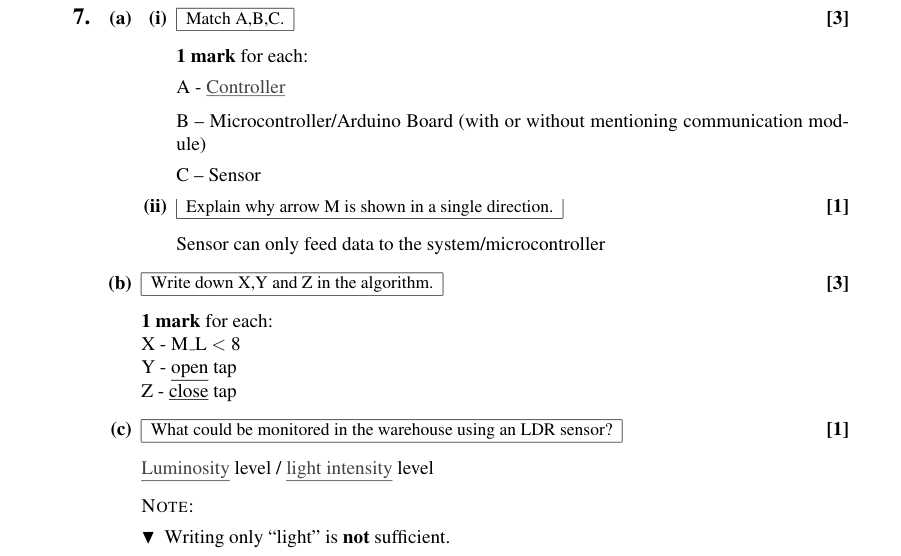 7. (a) (i) Match A,B,C. [3]
1 mark for each:
A - Controller
B – Microcontroller/Arduino Board (with or without mentioning communication mod-
ule)
C – Sensor
(ii) Explain why arrow M is shown in a single direction. [1]
Sensor can only feed data to the system/microcontroller
(b) Write down X,Y and Z in the algorithm. [3]
1 mark for each:
X - M_L < 8
Y - open tap
Z - close tap
(c) What could be monitored in the warehouse using an LDR sensor? [1]
Luminosity level / light intensity level
NOTE:
▼ Writing only “light” is not sufficient.